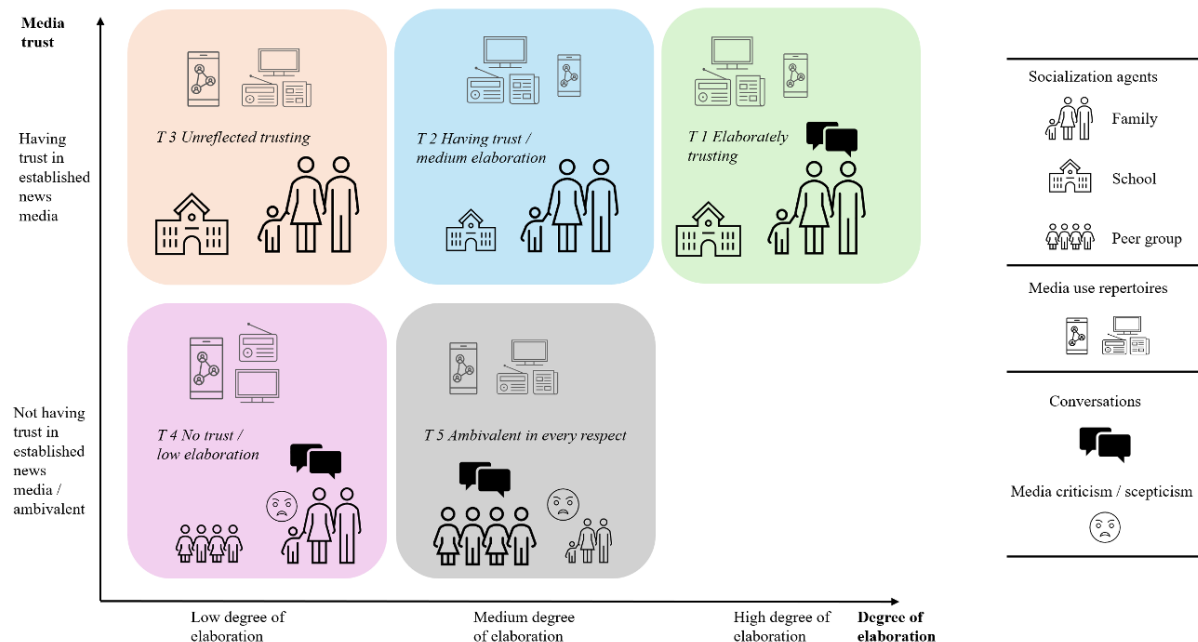 Media
trust
Having
trust in
established
news
media
Not having
trust in
established
news
media /
ambivalent
T 3 Unreflected trusting
T 2 Having trust /
medium elaboration
T 1 Elaborately
trusting
T 4 No trust /
low elaboration
T 5 Ambivalent in every respect
Low degree of
elaboration
Medium degree
of elaboration
High degree of
elaboration
Degree of
elaboration
Socialization agents
Family
School
Peer group
Media use repertoires
Conversations
Media criticism / scepticism